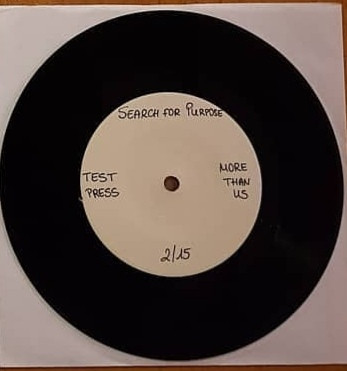 SEARCH FOR PURPOSE
TEST
PRESS
MORE
THAN
US
2/15